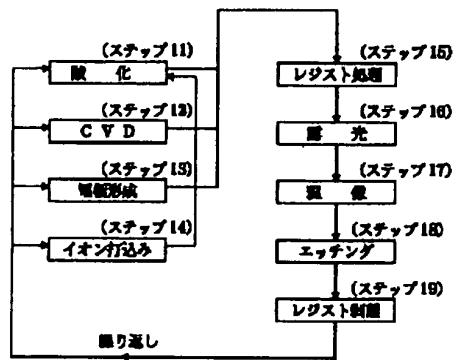 (ステップ11)
酸 化
(ステップ12)
C V D
(ステップ13)
電極形成
(ステップ14)
イオン打込み
(ステップ15)
レジスト処理
(ステップ16)
露 光
(ステップ17)
現 像
(ステップ18)
エッチング
(ステップ19)
レジスト剥離
繰り返し